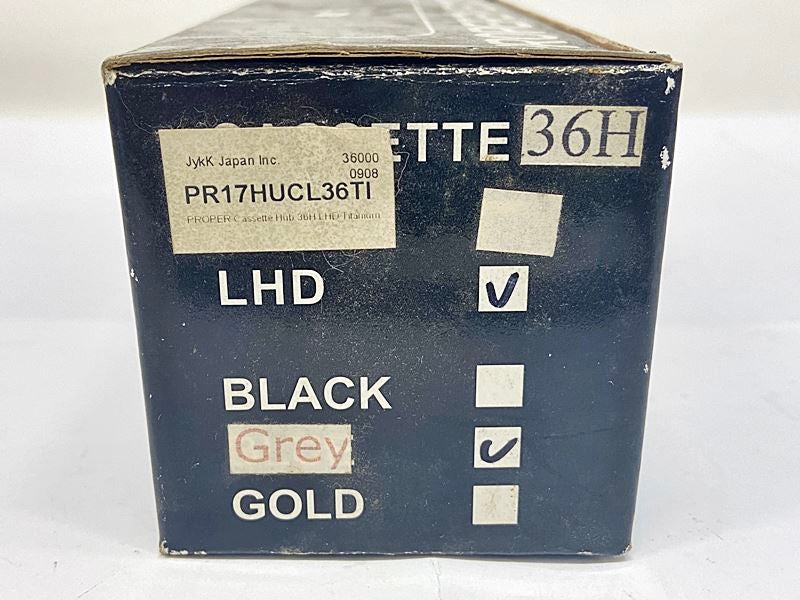 ETTE 36H
JykK Japan Inc. 36000
0908
PR17HUCL36TI
PROPER Cassette Hub 36H LHD Titanium
LHD
BLACK
Grey
GOLD